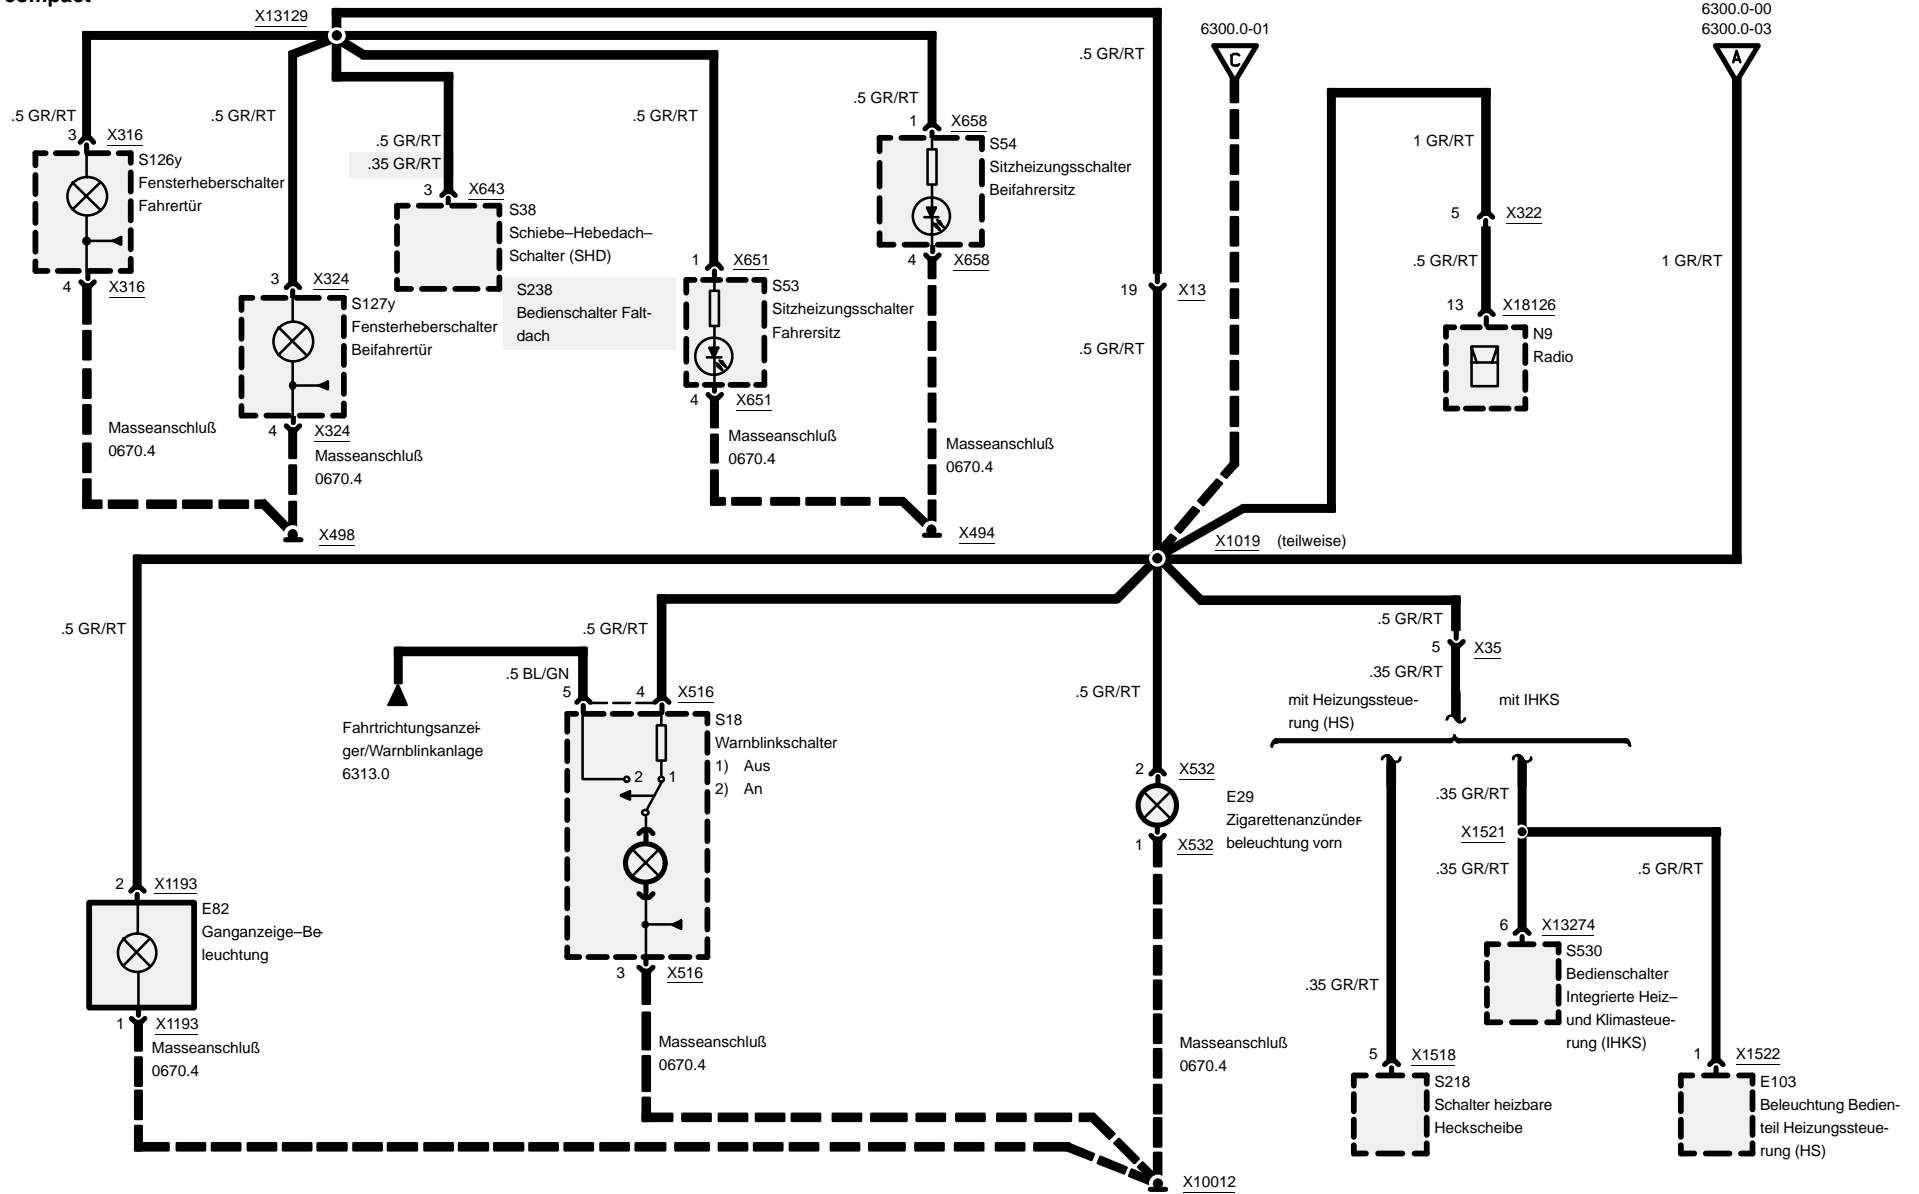 compact
X13129
6300.0-00
6300.0-03
6300.0-01
C
A
.5 GR/RT
.5 GR/RT
.5 GR/RT
.5 GR/RT
.35 GR/RT
.5 GR/RT
.5 GR/RT
3 X316
S126y
Fensterheberschalter
Fahrertür
4 X316
3 X324
S127y
Fensterheberschalter
Beifahrertür
4 X324
3 X643
S38
Schiebe–Hebedach–
Schalter (SHD)
S238
Bedienschalter Falt-
dach
1 X651
S53
Sitzheizungsschalter
Fahrersitz
4 X651
1 X658
S54
Sitzheizungsschalter
Beifahrersitz
4 X658
19 X13
.5 GR/RT
1 GR/RT
5 X322
.5 GR/RT
13 X18126
N9
Radio
1 GR/RT
Masseanschluß
0670.4
Masseanschluß
0670.4
Masseanschluß
0670.4
Masseanschluß
0670.4
X498
X494
X1019 (teilweise)
.5 GR/RT
.5 GR/RT
.5 BL/GN
5 4 X516
Fahrtrichtungsanzei-
ger/Warnblinkanlage
6313.0
S18
Warnblinkschalter
1) Aus
2) An
2 1
3 X516
.5 GR/RT
2 X532
E29
Zigarettenanzünder-
beleuchtung vorn
1 X532
.5 GR/RT
5 X35
.35 GR/RT
mit Heizungssteue-
rung (HS)
mit IHKS
.35 GR/RT
X1521
.35 GR/RT
.5 GR/RT
2 X1193
E82
Ganganzeige–Be-
leuchtung
1 X1193
Masseanschluß
0670.4
Masseanschluß
0670.4
Masseanschluß
0670.4
6 X13274
S530
Bedienschalter
Integrierte Heiz–
und Klimasteue-
rung (IHKS)
.35 GR/RT
5 X1518
S218
Schalter heizbare
Heckscheibe
1 X1522
E103
Beleuchtung Bedien-
teil Heizungssteue-
rung (HS)
X10012